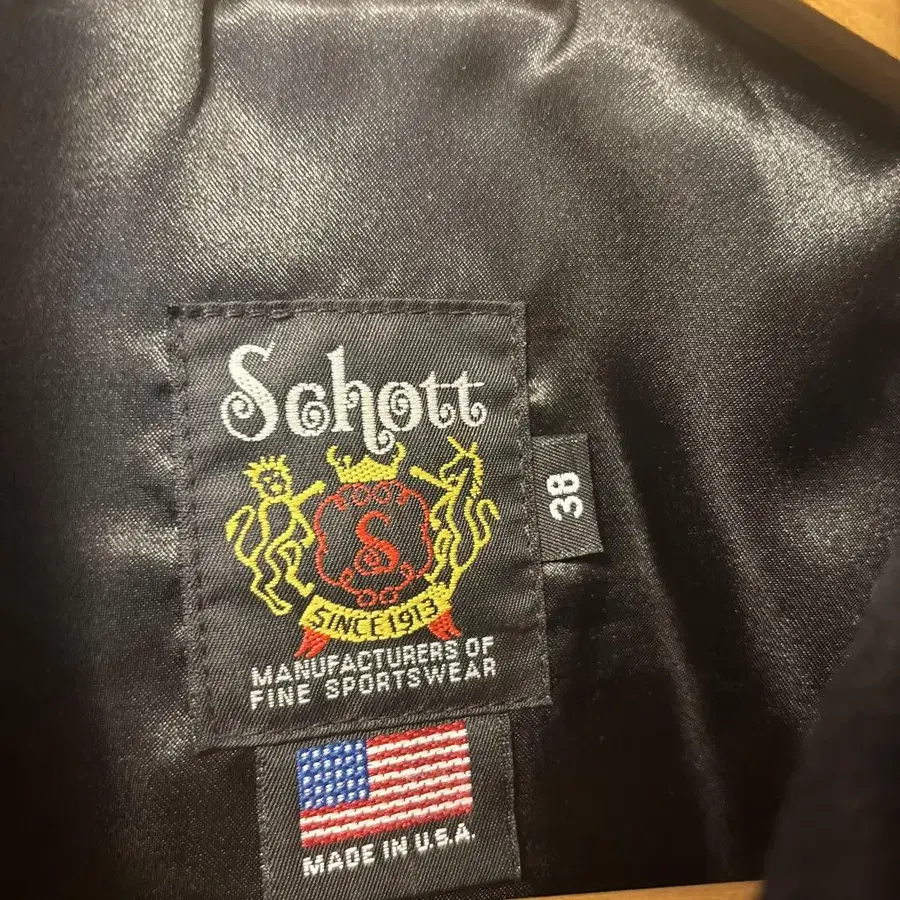 Schott
S
SINCE 1913
MANUFACTURERS OF
FINE SPORTSWEAR
38
MADE IN U.S.A.